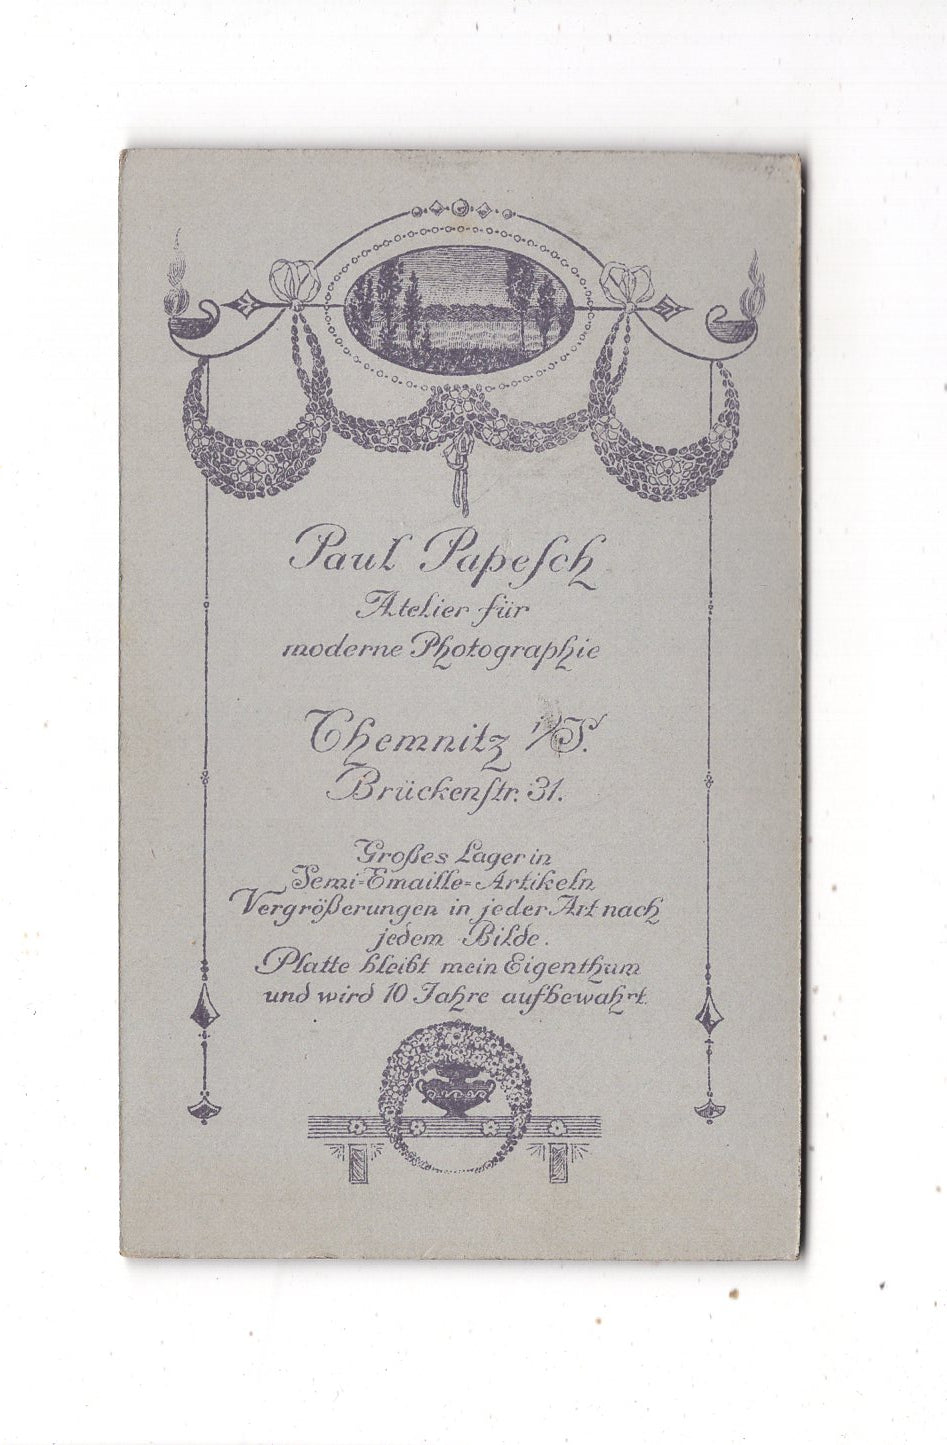 Paul Papeſch
Atelier für
moderne Photographie
Chemnitz i/S.
Brückenſtr. 31.
Großes Lager in
Semi-Emaille-Artikeln
Vergrößerungen in jeder Art nach
jedem Bilde.
Platte bleibt mein Eigenthum
und wird 10 Jahre aufbewahrt.